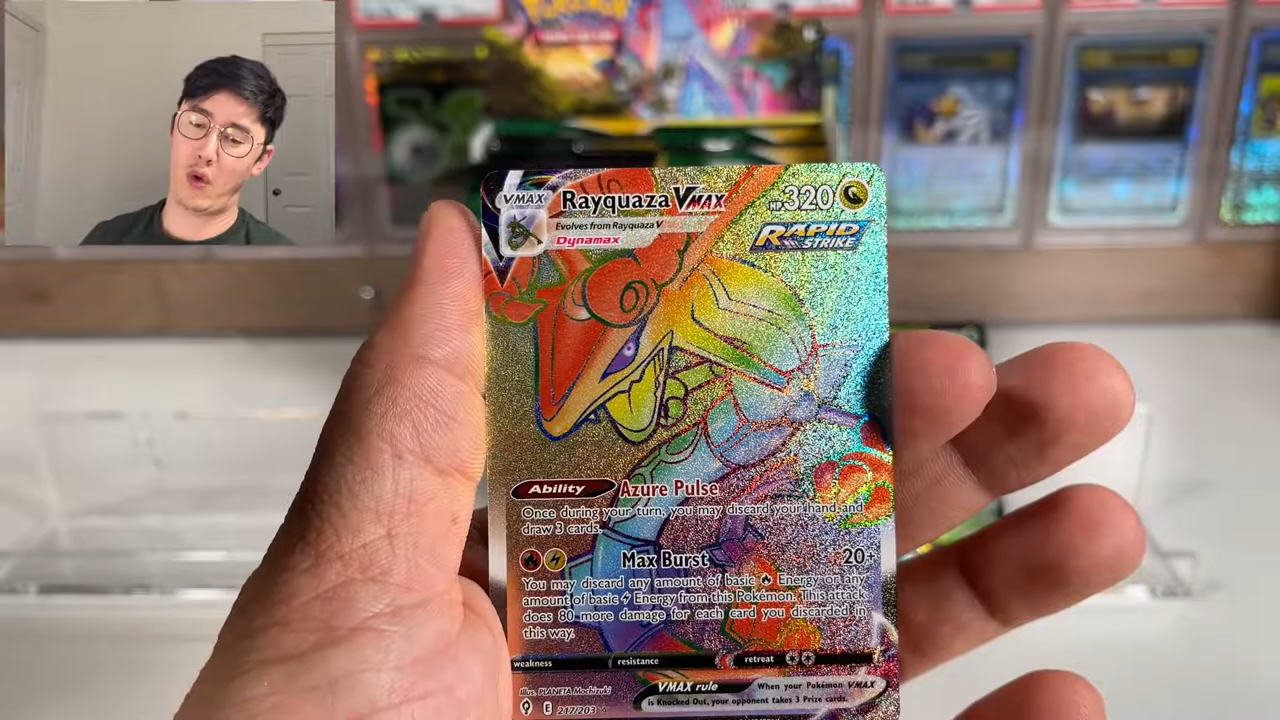 Pokémon
VMAX
Rayquaza VMAX
HP 320
Evolves from Rayquaza V
Dynamax
RAPID
STRIKE
Ability Azure Pulse
Once during your turn, you may discard your hand and
draw 3 cards.
Max Burst 20+
You may discard any amount of basic Energy or any
amount of basic Energy from this Pokémon. This attack
does 80 more damage for each card you discarded in
this way.
weakness resistance retreat
Illus. PLANETA Mochizuki
E 217/203
VMAX rule When your Pokémon VMAX
is Knocked Out, your opponent takes 3 Prize cards.